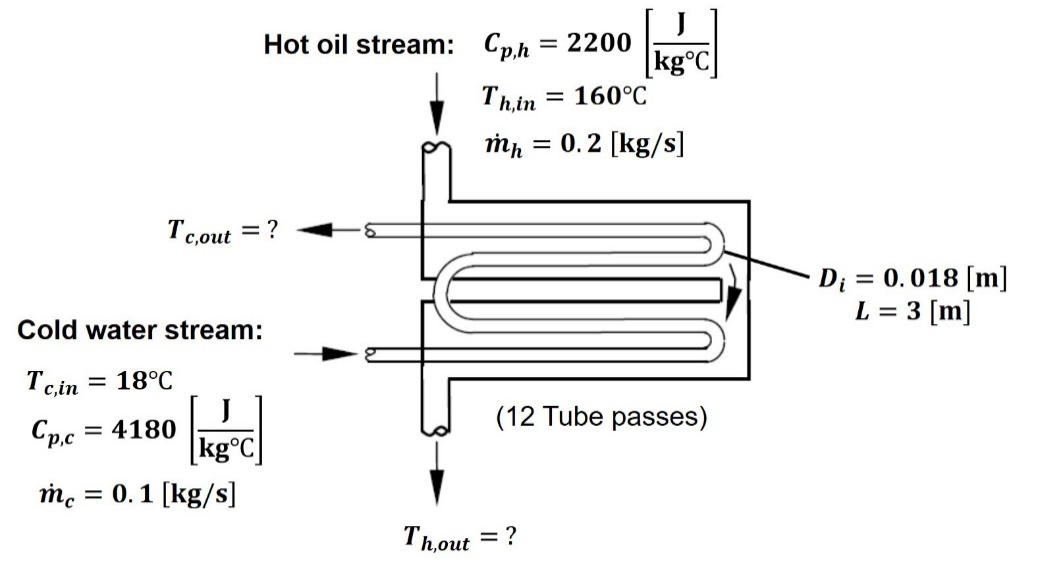 Hot oil stream: C_{p,h} = 2200 [J/kg°C]
T_{h,in} = 160°C
ṁ_h = 0.2 [kg/s]
T_{c,out} = ?
D_i = 0.018 [m]
L = 3 [m]
Cold water stream:
T_{c,in} = 18°C
C_{p,c} = 4180 [J/kg°C]
ṁ_c = 0.1 [kg/s]
(12 Tube passes)
T_{h,out} = ?